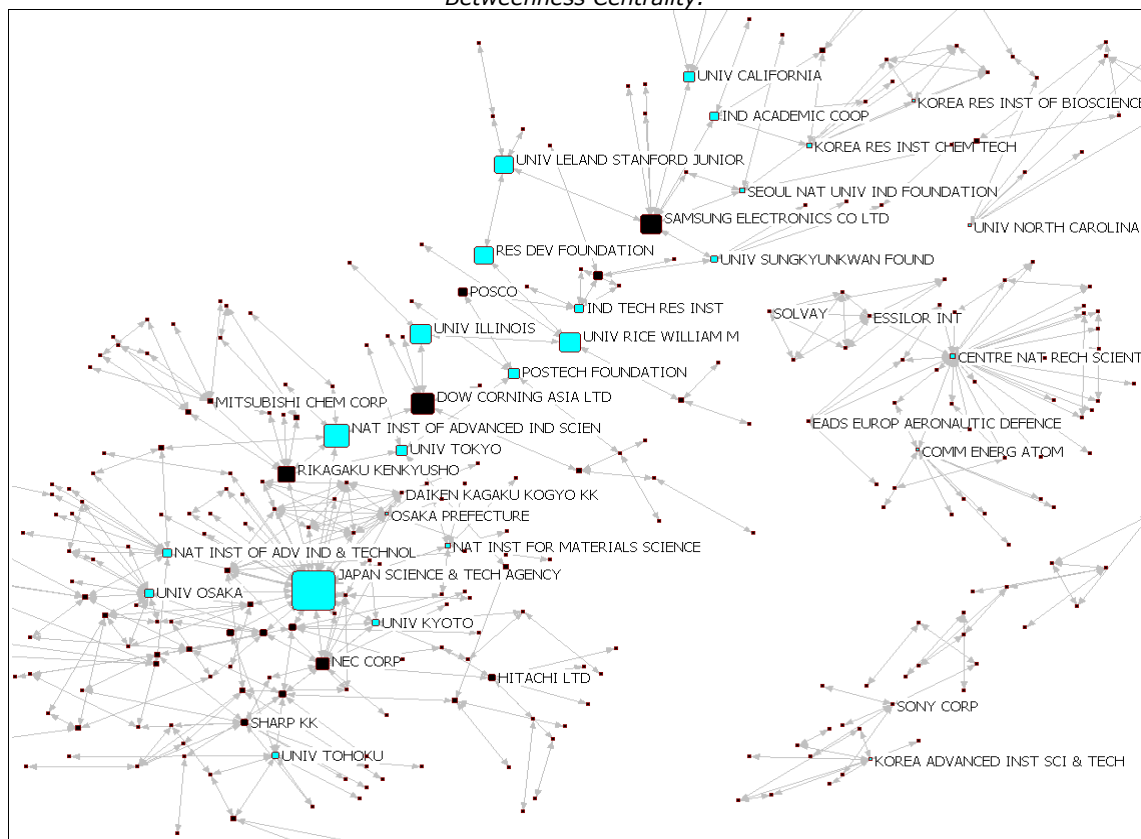 Betweenness Centrality.
UNIV CALIFORNIA
KOREA RES INST OF BIOSCIENCE
IND ACADEMIC COOP
KOREA RES INST CHEM TECH
UNIV LELAND STANFORD JUNIOR
SEOUL NAT UNIV IND FOUNDATION
SAMSUNG ELECTRONICS CO LTD
UNIV NORTH CAROLINA
RES DEV FOUNDATION
UNIV SUNGKYUNKWAN FOUND
POSCO
IND TECH RES INST
SOLVAY
ESSILOR INT
UNIV ILLINOIS
UNIV RICE WILLIAM M
CENTRE NAT RECH SCIENT
POSTECH FOUNDATION
MITSUBISHI CHEM CORP
DOW CORNING ASIA LTD
EADS EUROP AERONAUTIC DEFENCE
NAT INST OF ADVANCED IND SCIEN
UNIV TOKYO
COMM ENERG ATOM
RIKAGAKU KENKYUSHO
DAIKEN KAGAKU KOGYO KK
OSAKA PREFECTURE
NAT INST OF ADV IND & TECHNOL
NAT INST FOR MATERIALS SCIENCE
JAPAN SCIENCE & TECH AGENCY
UNIV OSAKA
UNIV KYOTO
NEC CORP
HITACHI LTD
SONY CORP
SHARP KK
UNIV TOHOKU
KOREA ADVANCED INST SCI & TECH